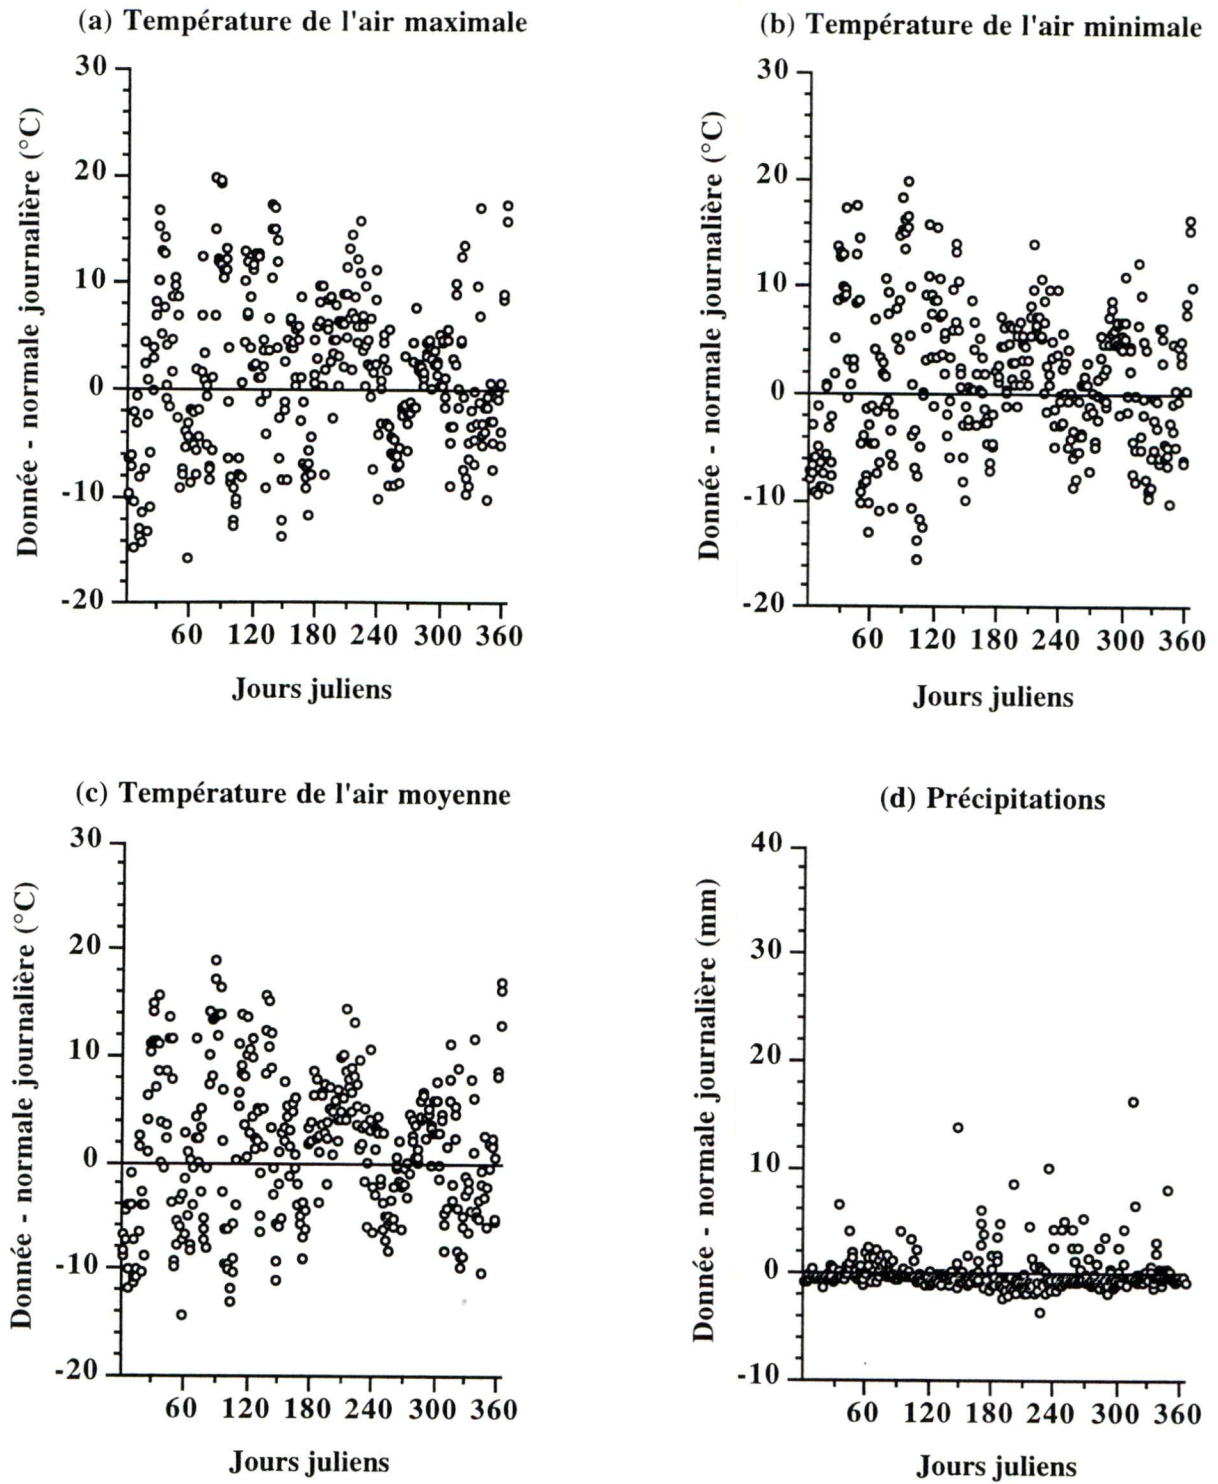 (a) Température de l'air maximale
Donnée - normale journalière (°C)
30
20
10
0
-10
-20
60 120 180 240 300 360
Jours juliens
(b) Température de l'air minimale
Donnée - normale journalière (°C)
30
20
10
0
-10
-20
60 120 180 240 300 360
Jours juliens
(c) Température de l'air moyenne
Donnée - normale journalière (°C)
30
20
10
0
-10
-20
60 120 180 240 300 360
Jours juliens
(d) Précipitations
Donnée - normale journalière (mm)
40
30
20
10
0
-10
60 120 180 240 300 360
Jours juliens